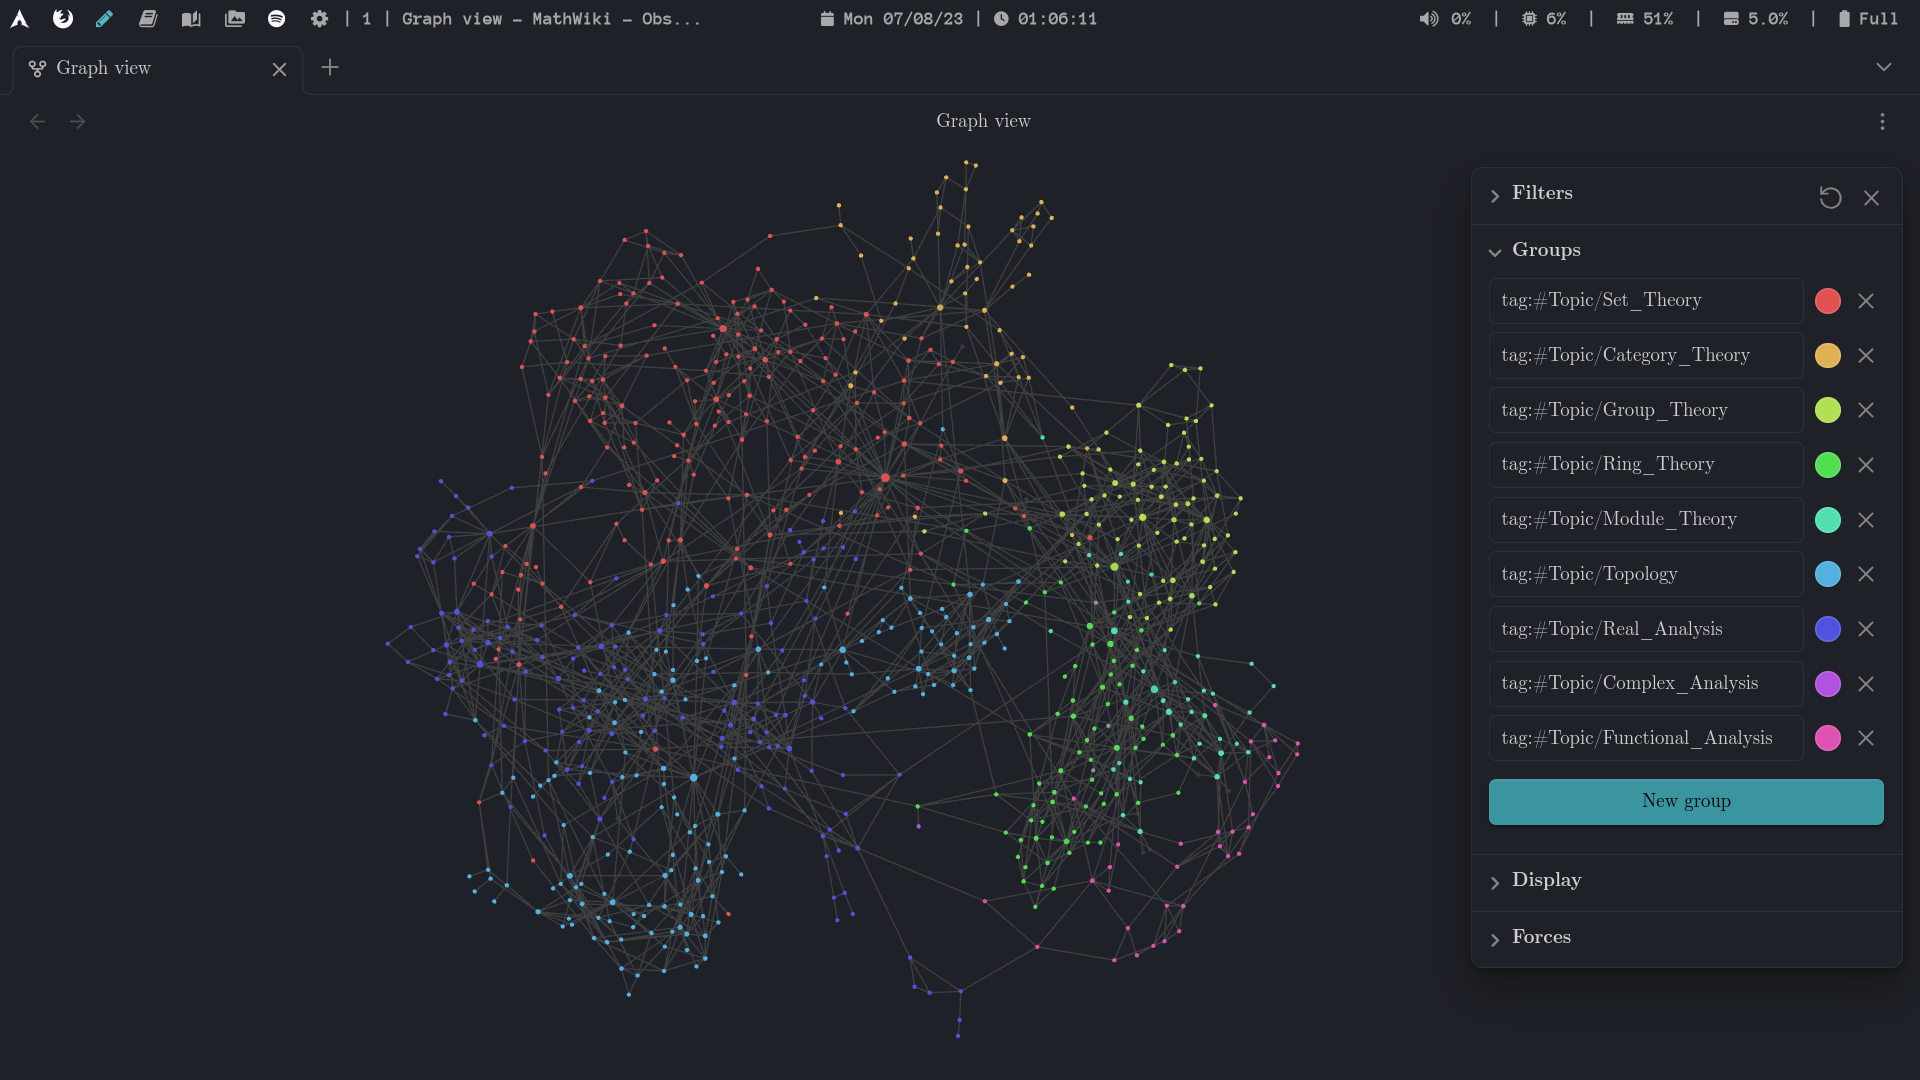 | 1 | Graph view – MathWiki – Obs... Mon 07/08/23 | 01:06:11 0% | 6% | 51% | 5.0% | Full
Graph view
Graph view
Filters
Groups
tag:#Topic/Set_Theory
tag:#Topic/Category_Theory
tag:#Topic/Group_Theory
tag:#Topic/Ring_Theory
tag:#Topic/Module_Theory
tag:#Topic/Topology
tag:#Topic/Real_Analysis
tag:#Topic/Complex_Analysis
tag:#Topic/Functional_Analysis
New group
Display
Forces